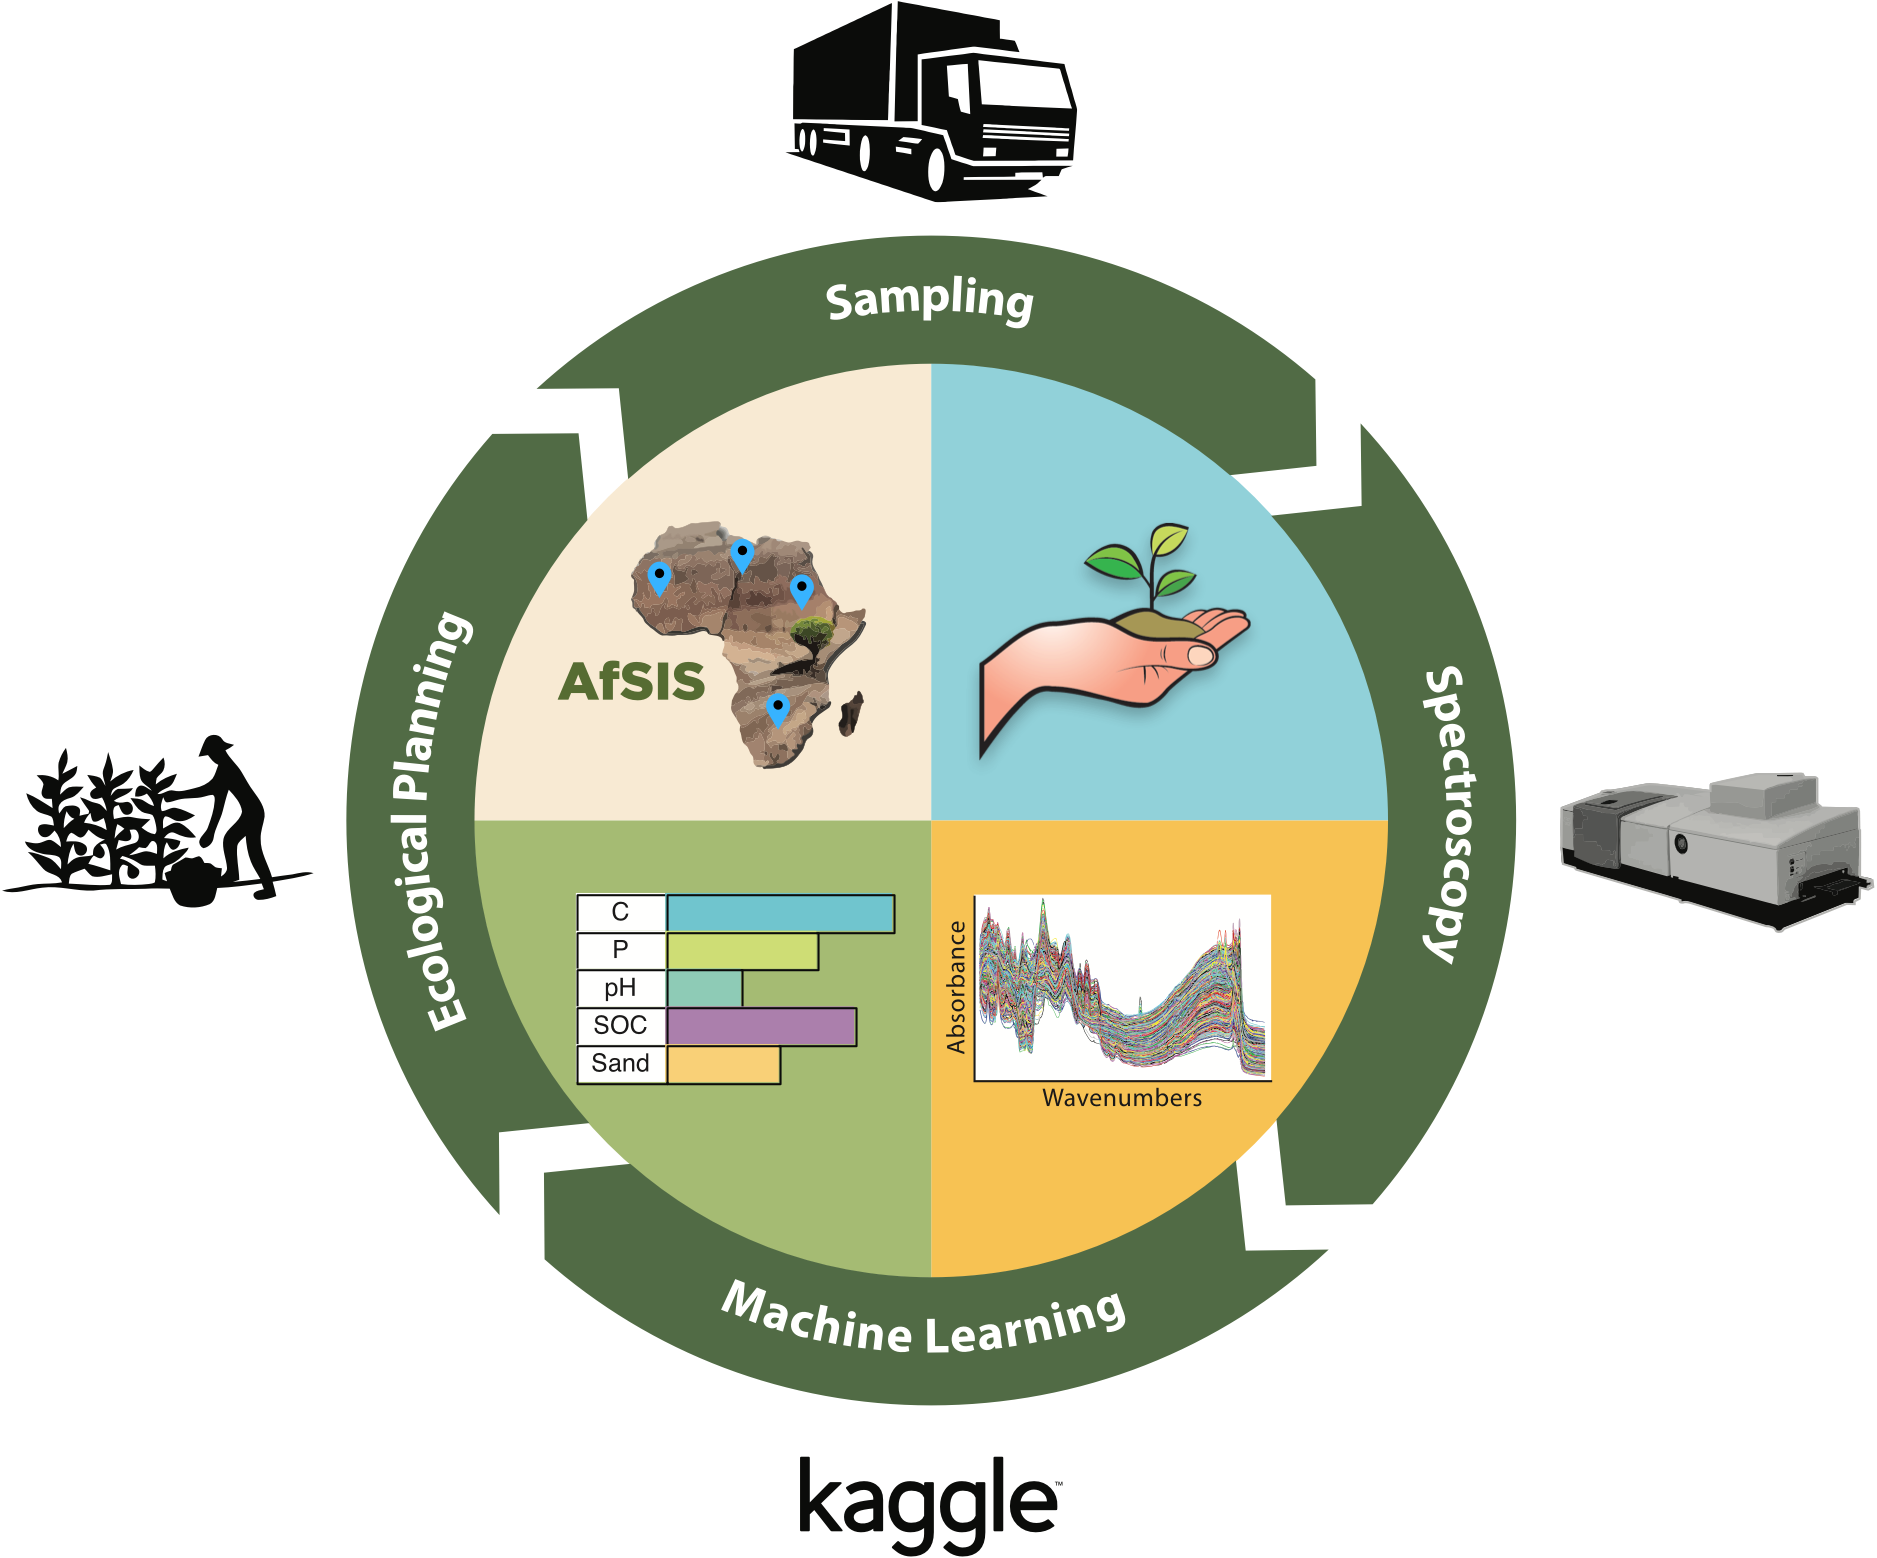 Sampling
Spectroscopy
Machine Learning
Ecological Planning
AfSIS
C
P
pH
SOC
Sand
Absorbance
Wavenumbers
kaggle™